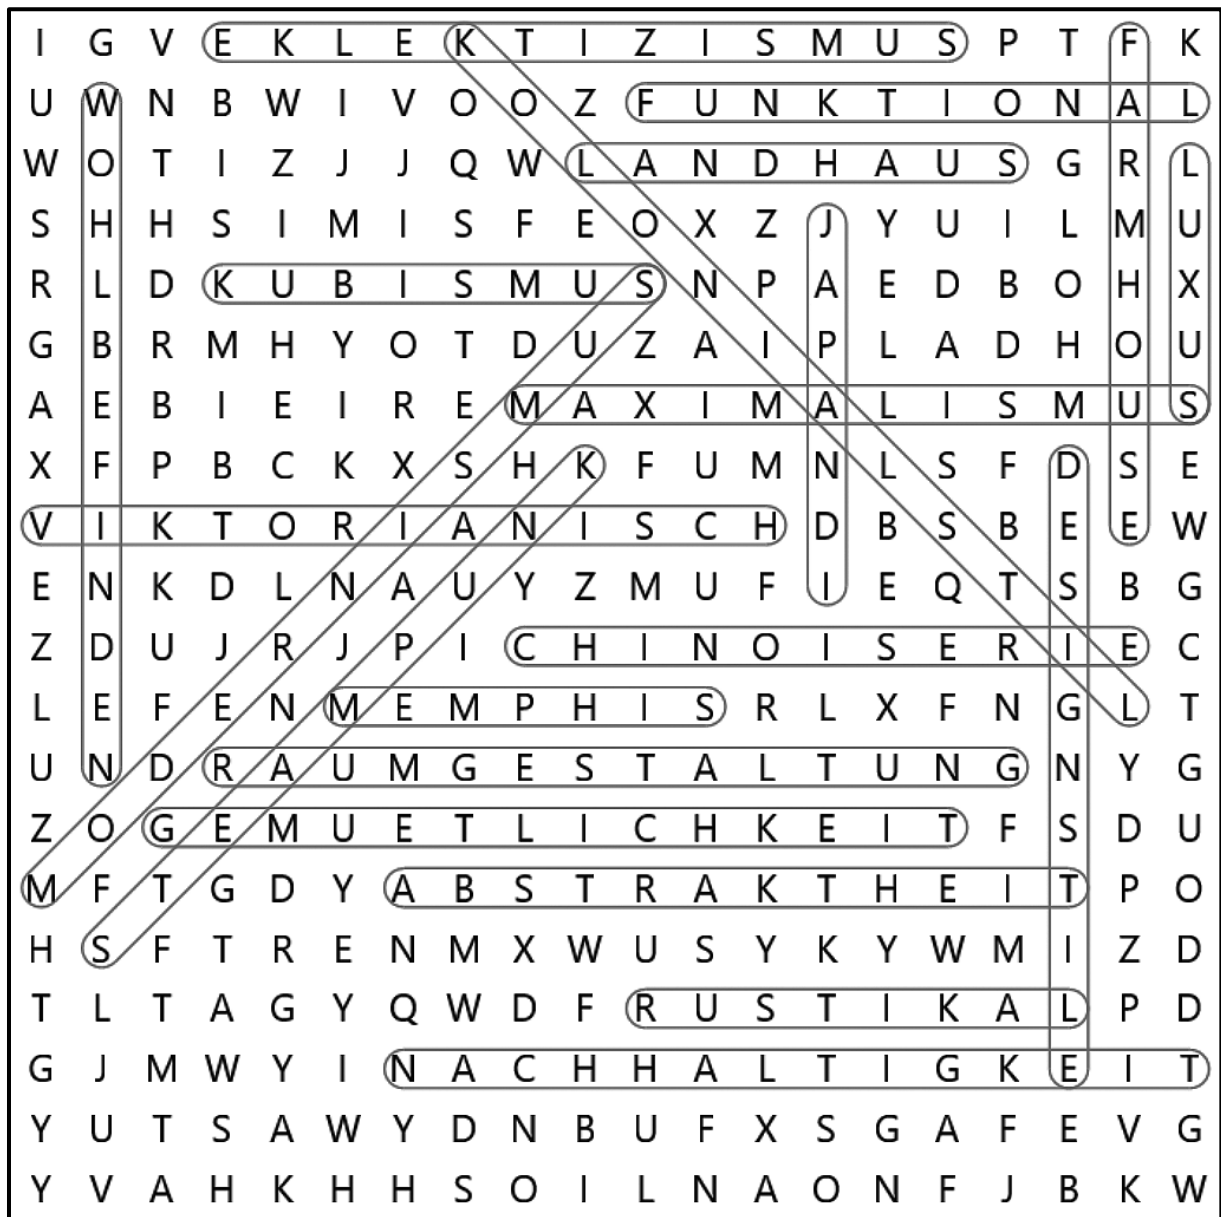 I G V E K L E K T I Z I S M U S P T F K
U W N B W I V O O Z F U N K T I O N A L
W O T I Z J J Q W L A N D H A U S G R L
S H H S I M I S F E O X Z J Y U I L M U
R L D K U B I S M U S N P A E D B O H X
G B R M H Y O T D U Z A I P L A D H O U
A E B I E I R E M A X I M A L I S M U S
X F P B C K X S H K F U M N L S F D S E
V I K T O R I A N I S C H D B S B E E W
E N K D L N A U Y Z M U F I E Q T S B G
Z D U J R J P I C H I N O I S E R I E C
L E F E N M E M P H I S R L X F N G L T
U N D R A U M G E S T A L T U N G N Y G
Z O G E M U E T L I C H K E I T F S D U
M F T G D Y A B S T R A K T H E I T P O
H S F T R E N M X W U S Y K Y W M I Z D
T L T A G Y Q W D F R U S T I K A L P D
G J M W Y I N A C H H A L T I G K E I T
Y U T S A W Y D N B U F X S G A F E V G
Y V A H K H H S O I L N A O N F J B K W